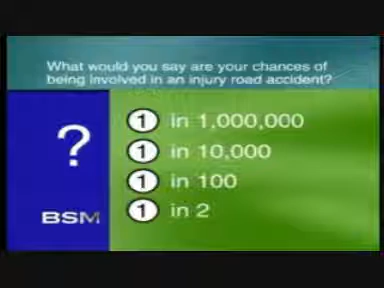 What would you say are your chances of
being involved in an injury road accident?
?
1 in 1,000,000
1 in 10,000
1 in 100
1 in 2
BSM